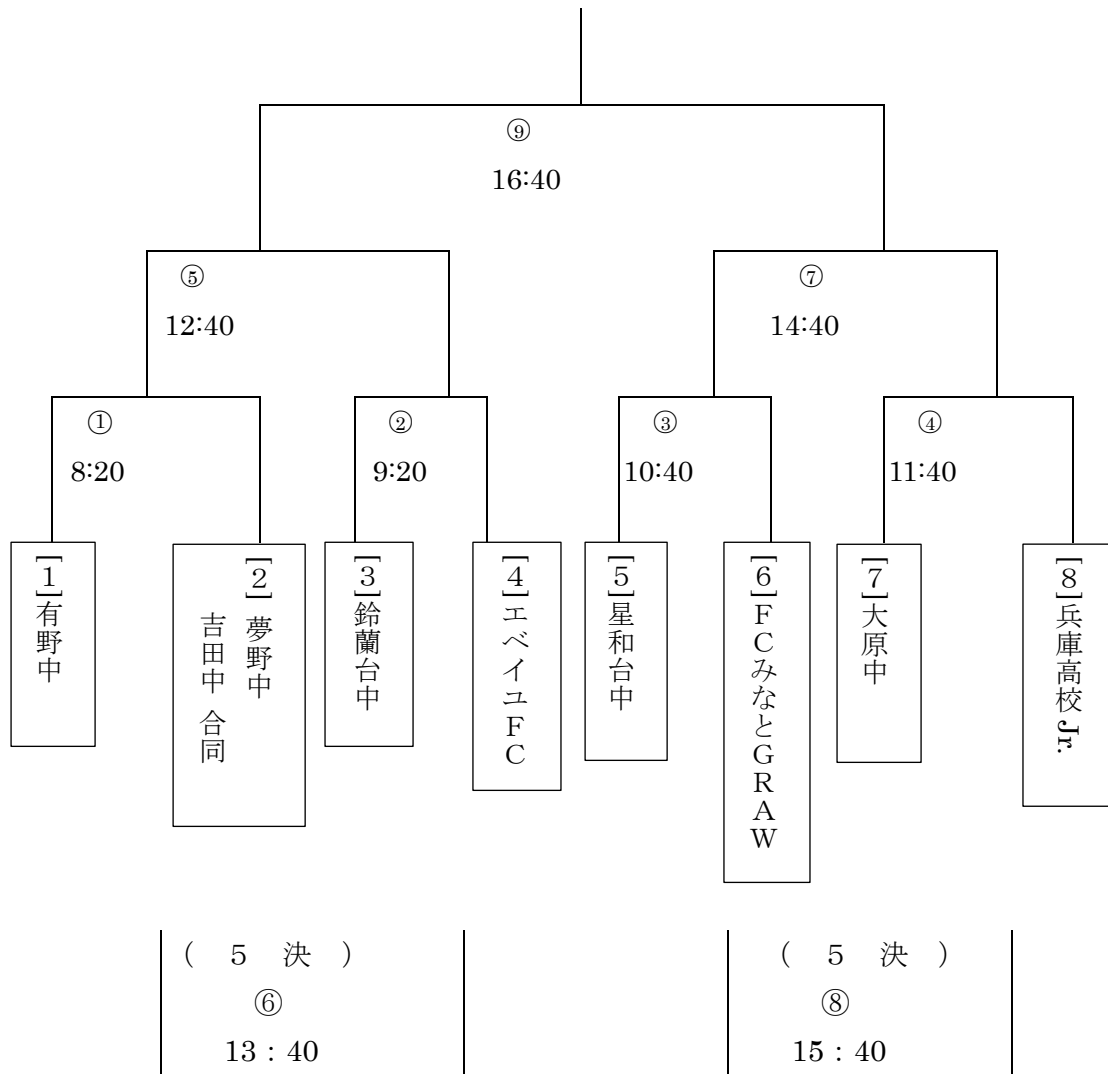 ⑨
16:40
⑤
⑦
12:40
14:40
①
②
③
④
8:20
9:20
10:40
11:40
[1]有野中
[2] 夢野中
吉田中 合同
[3]鈴蘭台中
[4]エベイユFC
[5]星和台中
[6]FCみなとGRAW
[7]大原中
[8]兵庫高校Jr.
( 5 決 )
⑥
13：40
( 5 決 )
⑧
15：40